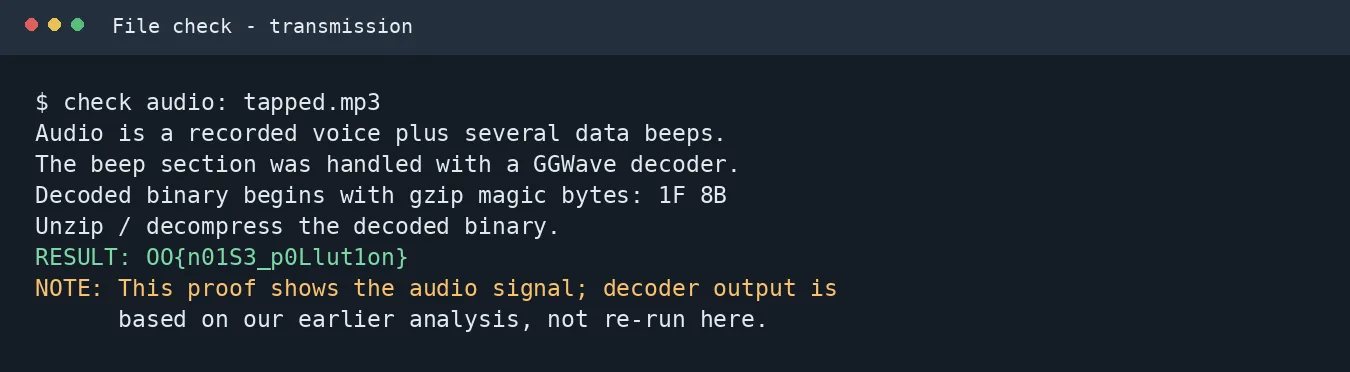 File check - transmission
$ check audio: tapped.mp3
Audio is a recorded voice plus several data beeps.
The beep section was handled with a GGWave decoder.
Decoded binary begins with gzip magic bytes: 1F 8B
Unzip / decompress the decoded binary.
RESULT: OO{n01S3_p0Llut1on}
NOTE: This proof shows the audio signal; decoder output is
based on our earlier analysis, not re-run here.